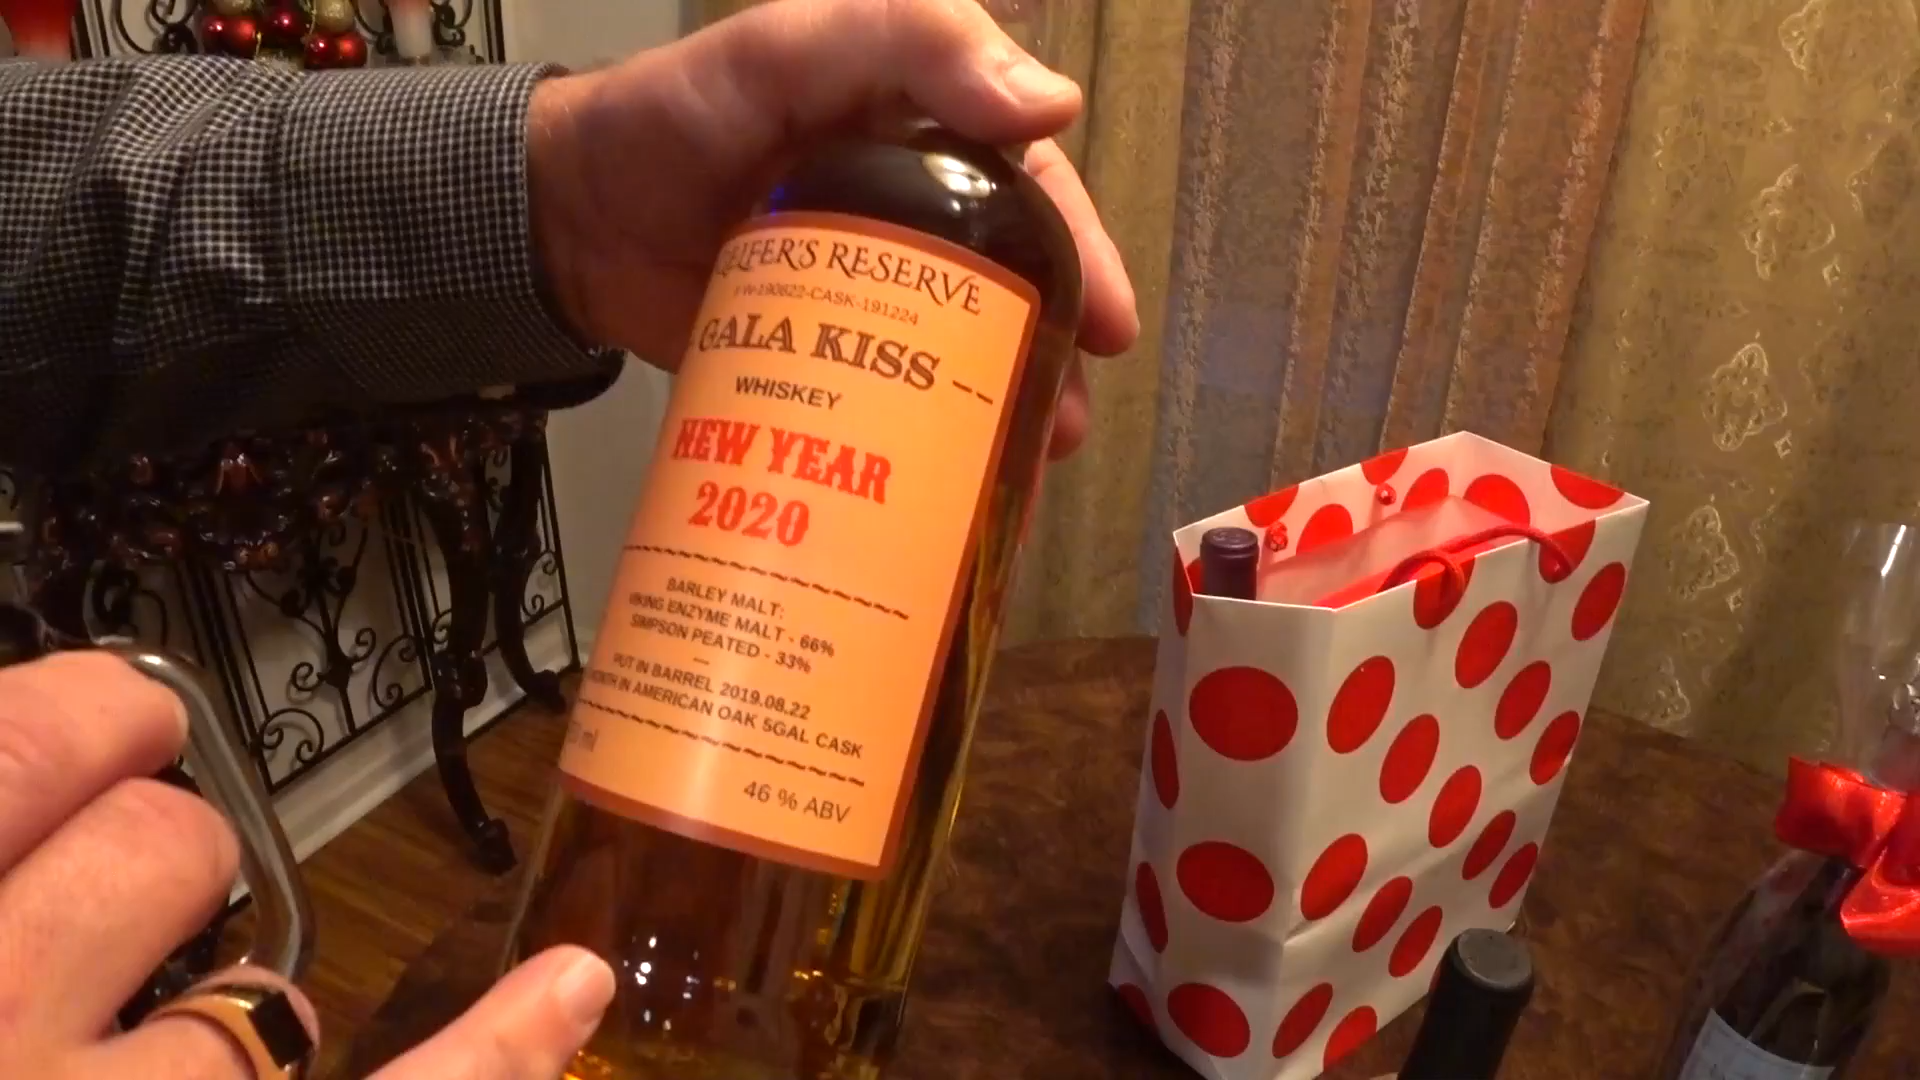 RESERVE
GALA KISS --
WHISKEY
NEW YEAR
2020
BARLEY MALT:
VIKING ENZYME MALT - 66%
SIMPSON PEATED - 33%
PUT IN BARREL 2019.08.22
IN AMERICAN OAK 5GAL CASK
ml
46 % ABV